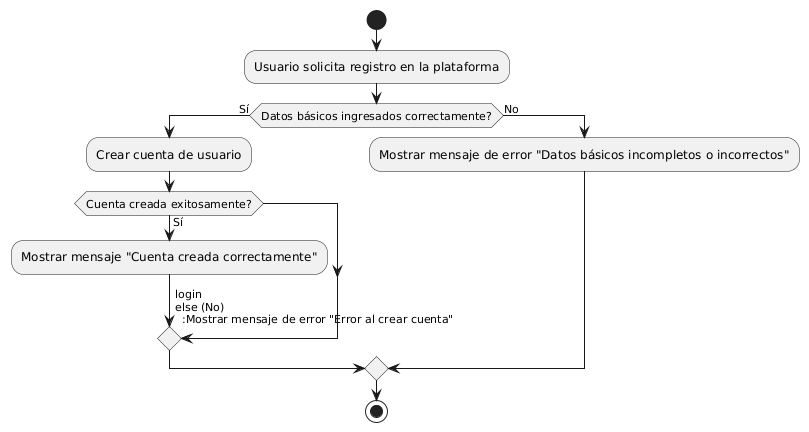 Usuario solicita registro en la plataforma
Sí
Datos básicos ingresados correctamente?
No
Crear cuenta de usuario
Mostrar mensaje de error "Datos básicos incompletos o incorrectos"
Cuenta creada exitosamente?
Sí
Mostrar mensaje "Cuenta creada correctamente"
login
else (No)
:Mostrar mensaje de error "Error al crear cuenta"